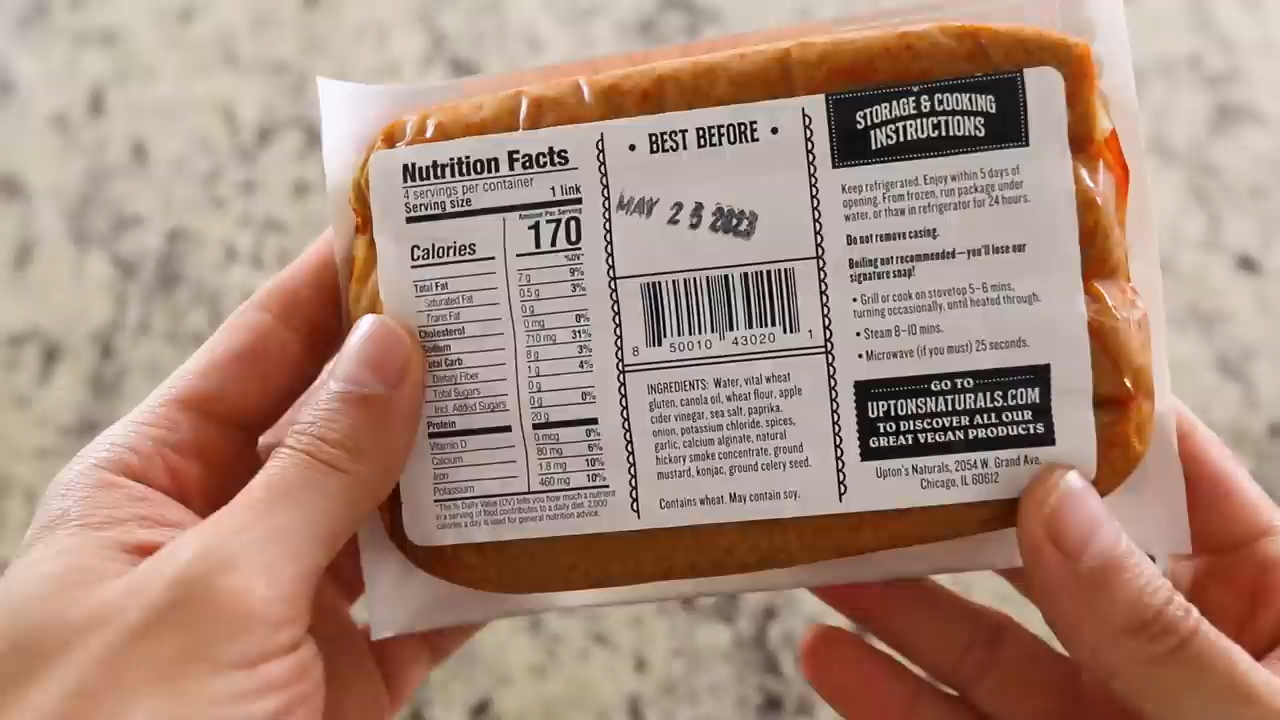 Nutrition Facts
4 servings per container
Serving size 1 link
Amount Per Serving
Calories 170
%DV*
Total Fat 7 g 9%
Saturated Fat 0.5 g 3%
Trans Fat 0 g
Cholesterol 0 mg 0%
Sodium 710 mg 31%
Total Carb 8 g 3%
Dietary Fiber 1 g 4%
Total Sugars 0 g
Incl. Added Sugars 0 g 0%
Protein 20 g
Vitamin D 0 mcg 0%
Calcium 80 mg 6%
Iron 1.8 mg 10%
Potassium 460 mg 10%
*The % Daily Value (DV) tells you how much a nutrient
in a serving of food contributes to a daily diet. 2,000
calories a day is used for general nutrition advice.
• BEST BEFORE •
MAY 25 2023
8 50010 43020 1
INGREDIENTS: Water, vital wheat
gluten, canola oil, wheat flour, apple
cider vinegar, sea salt, paprika,
onion, potassium chloride, spices,
garlic, calcium alginate, natural
hickory smoke concentrate, ground
mustard, konjac, ground celery seed.
Contains wheat. May contain soy.
STORAGE & COOKING
INSTRUCTIONS
Keep refrigerated. Enjoy within 5 days of
opening. From frozen, run package under
water, or thaw in refrigerator for 24 hours.
Do not remove casing.
Boiling not recommended—you'll lose our
signature snap!
• Grill or cook on stovetop 5–6 mins,
turning occasionally, until heated through.
• Steam 8–10 mins.
• Microwave (if you must) 25 seconds.
GO TO
UPTONSNATURALS.COM
TO DISCOVER ALL OUR
GREAT VEGAN PRODUCTS
Upton's Naturals, 2054 W. Grand Ave.
Chicago, IL 60612